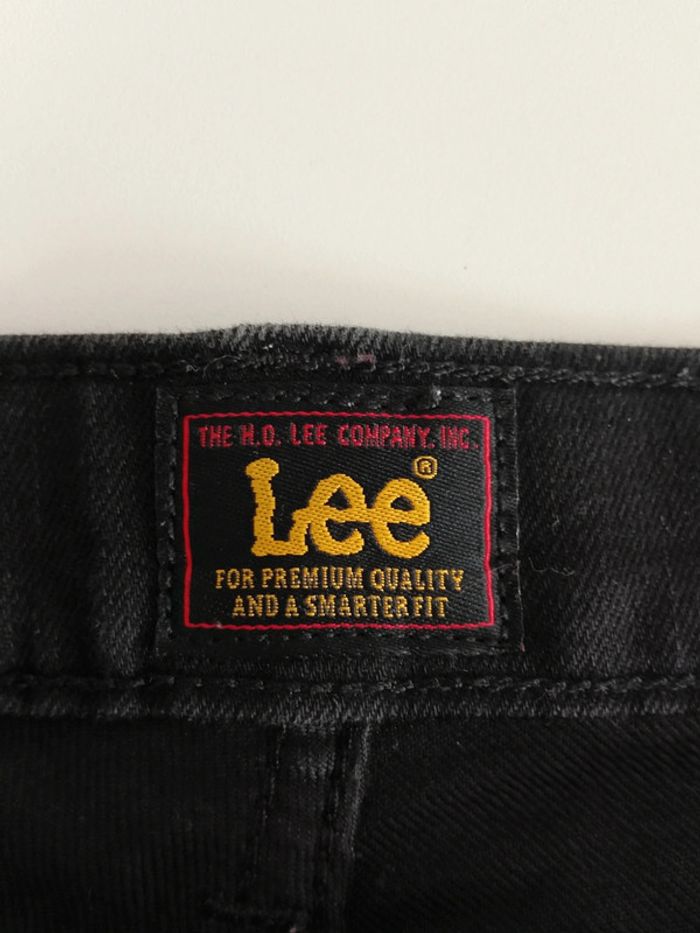 THE H.D. LEE COMPANY. INC.
Lee®
FOR PREMIUM QUALITY
AND A SMARTER FIT